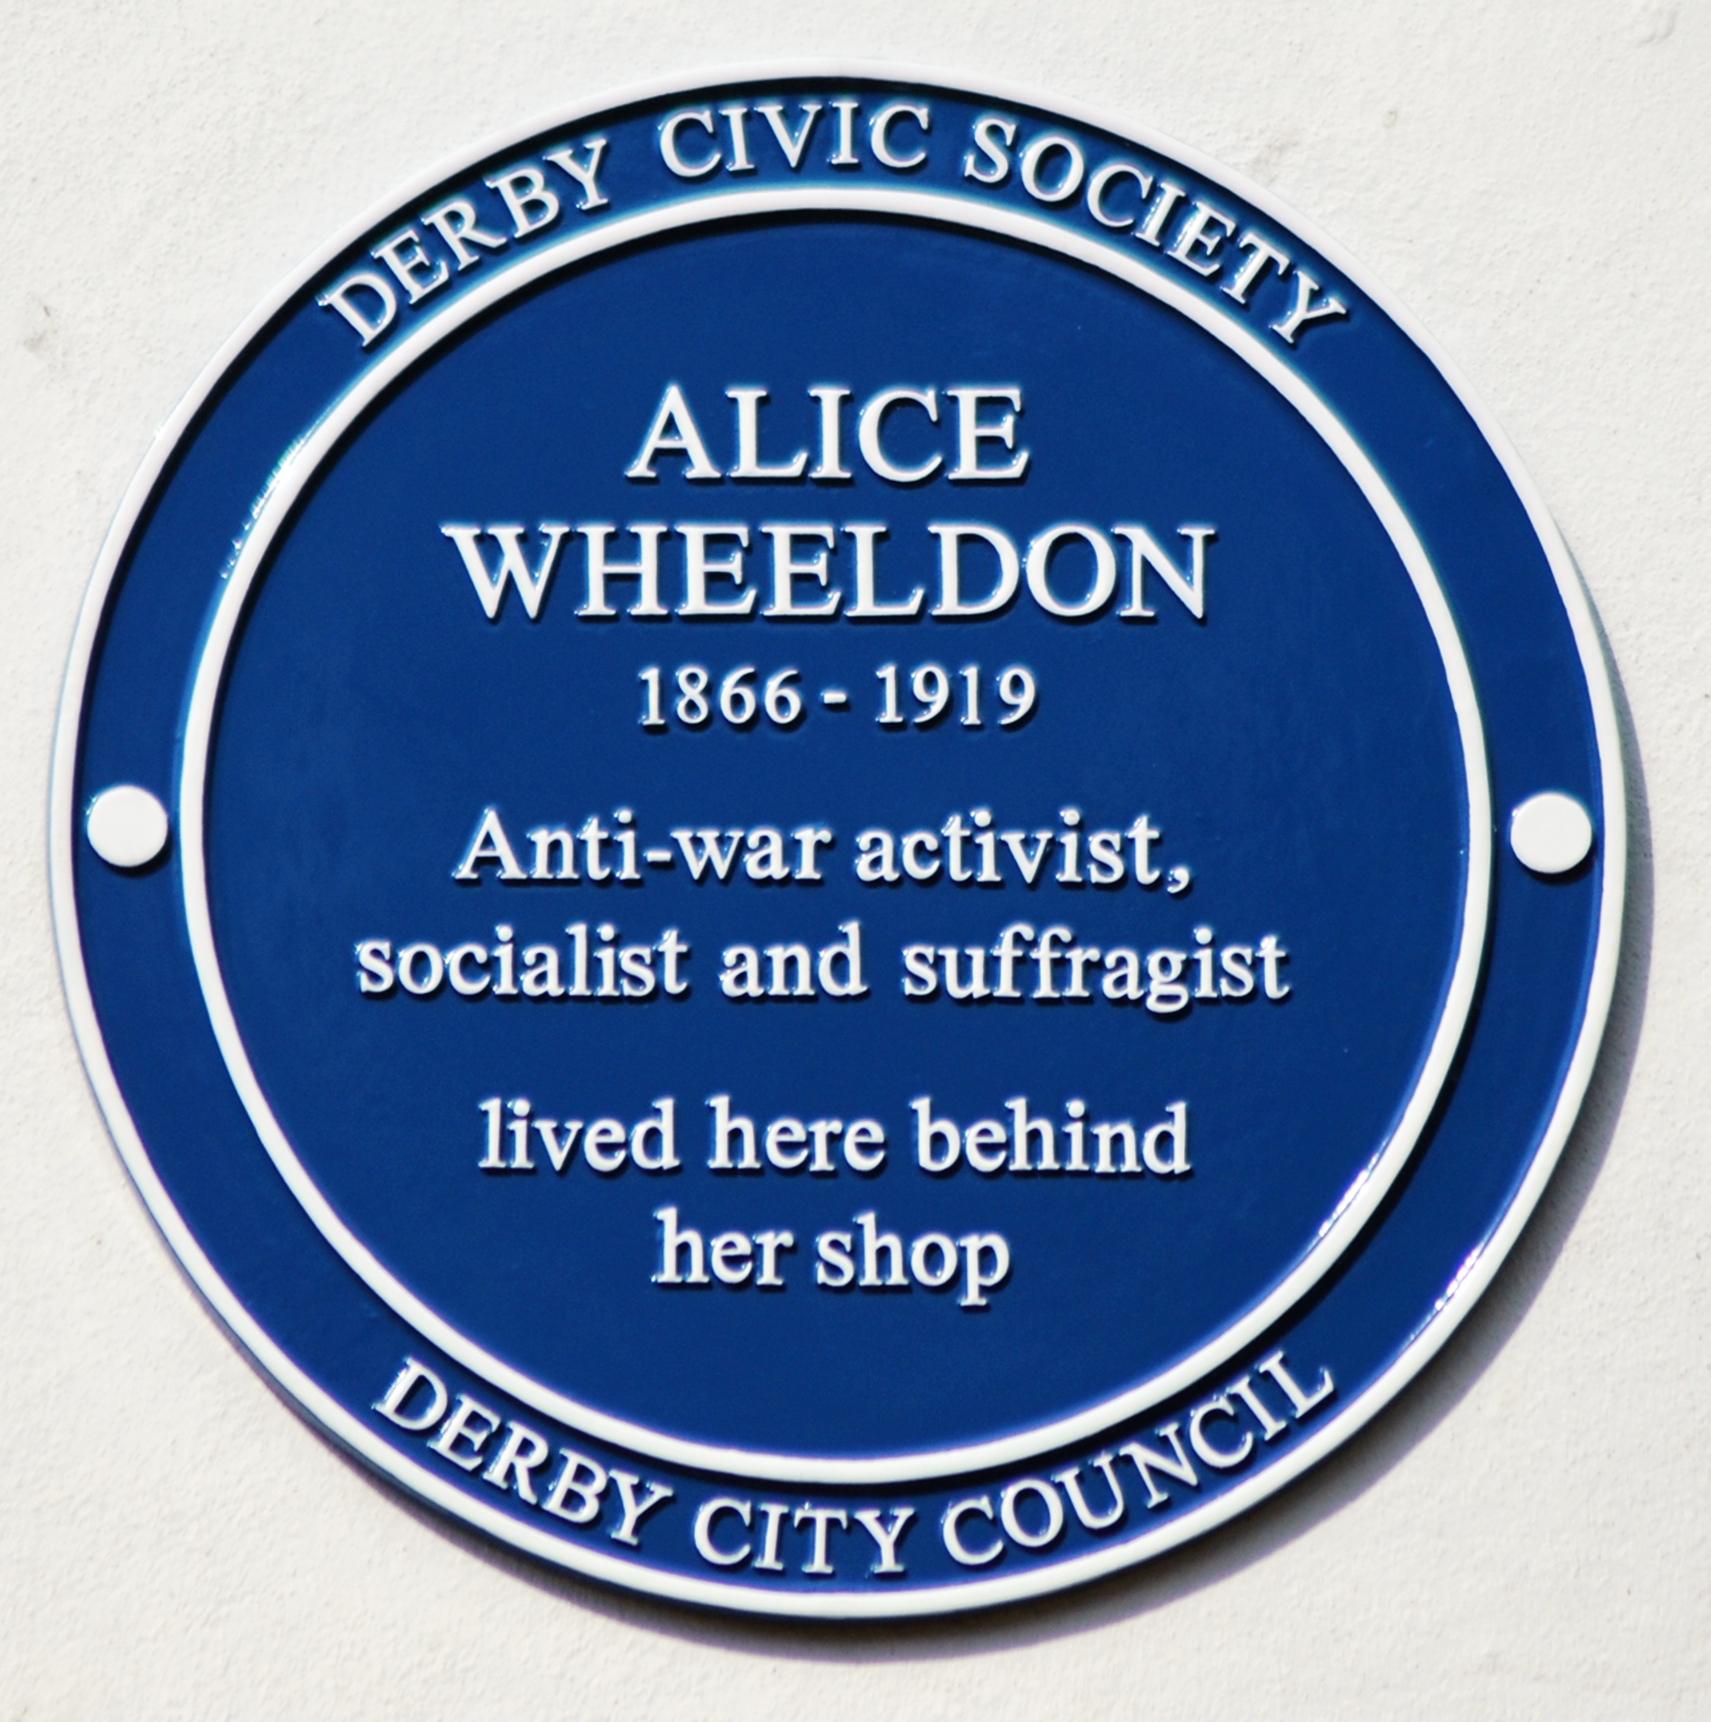 DERBY CIVIC SOCIETY
ALICE
WHEELDON
1866 - 1919
Anti-war activist,
socialist and suffragist
lived here behind
her shop
DERBY CITY COUNCIL